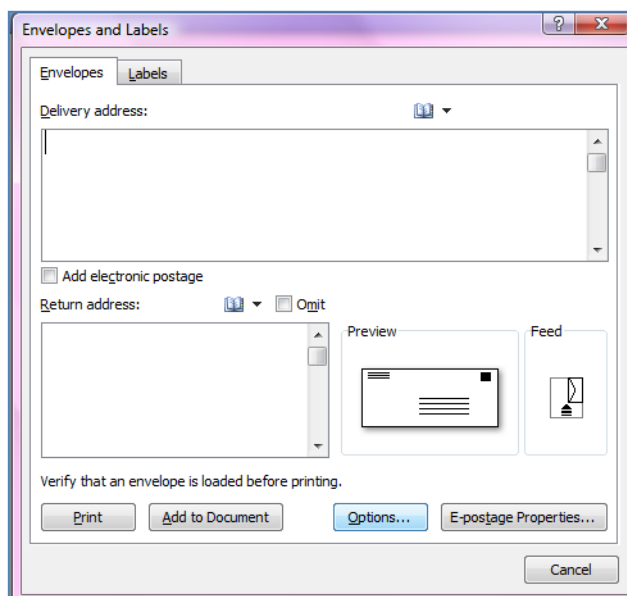 Envelopes and Labels
?
Envelopes Labels
Delivery address:
Add electronic postage
Return address: Omit
Preview Feed
Verify that an envelope is loaded before printing.
Print Add to Document Options... E-postage Properties...
Cancel